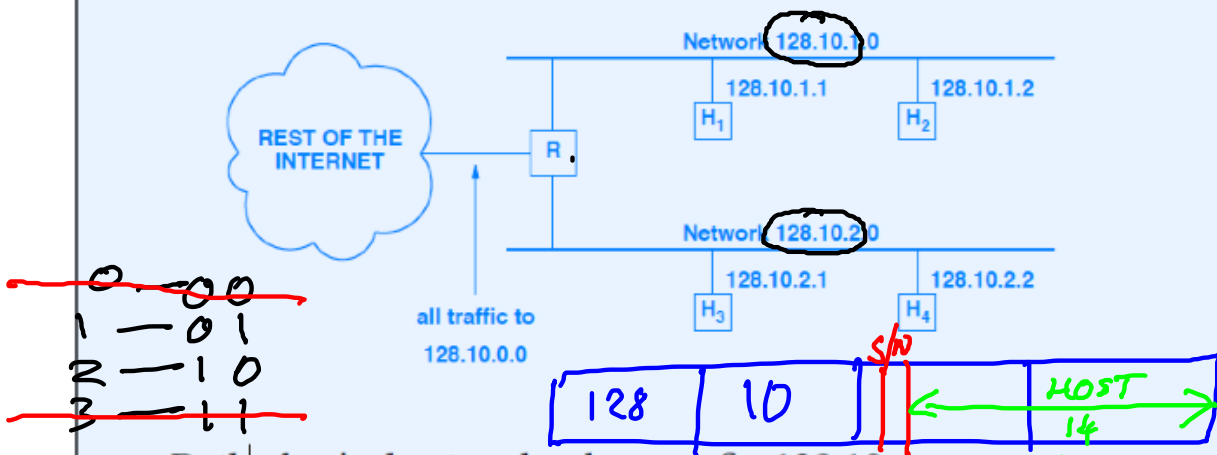 Network 128.10.1.0
128.10.1.1
128.10.1.2
H1
H2
REST OF THE
INTERNET
R
Network 128.10.2.0
128.10.2.1
128.10.2.2
H3
H4
all traffic to
128.10.0.0
0 — 00
1 — 01
2 — 10
3 — 11
S/N
128 10 HOST
14